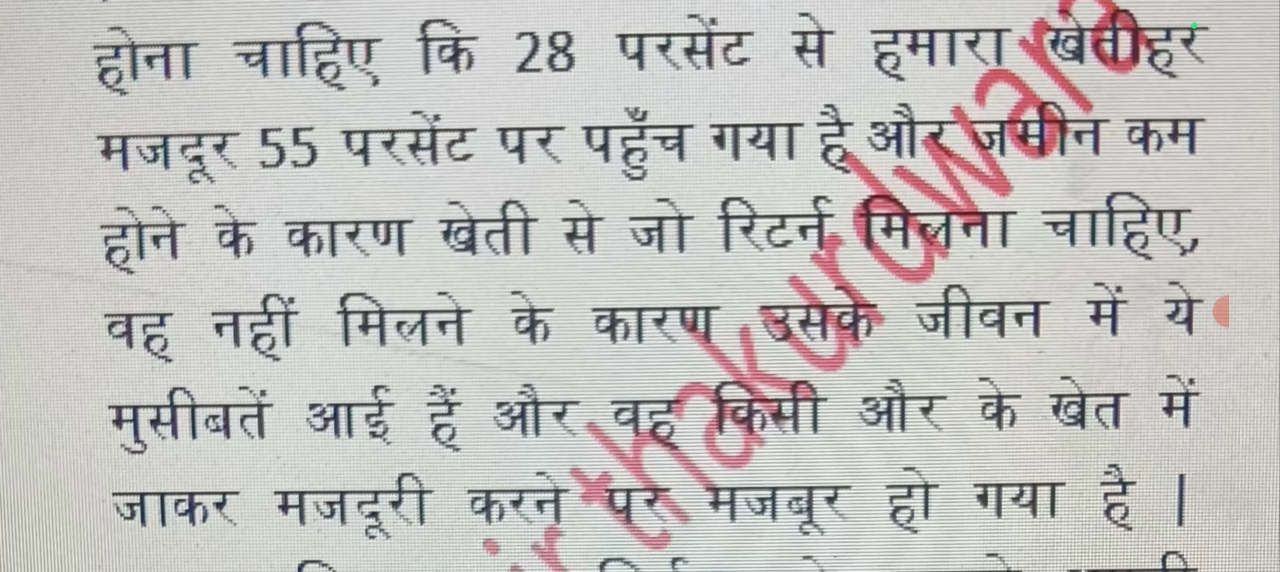 होना चाहिए कि 28 परसेंट से हमारा खेतीहर
मजदूर 55 परसेंट पर पहुँच गया है और जमीन कम
होने के कारण खेती से जो रिटर्न मिलना चाहिए,
वह नहीं मिलने के कारण उसके जीवन में ये
मुसीबतें आई हैं और वह किसी और के खेत में
जाकर मजदूरी करने पर मजबूर हो गया है |
thakurdwara